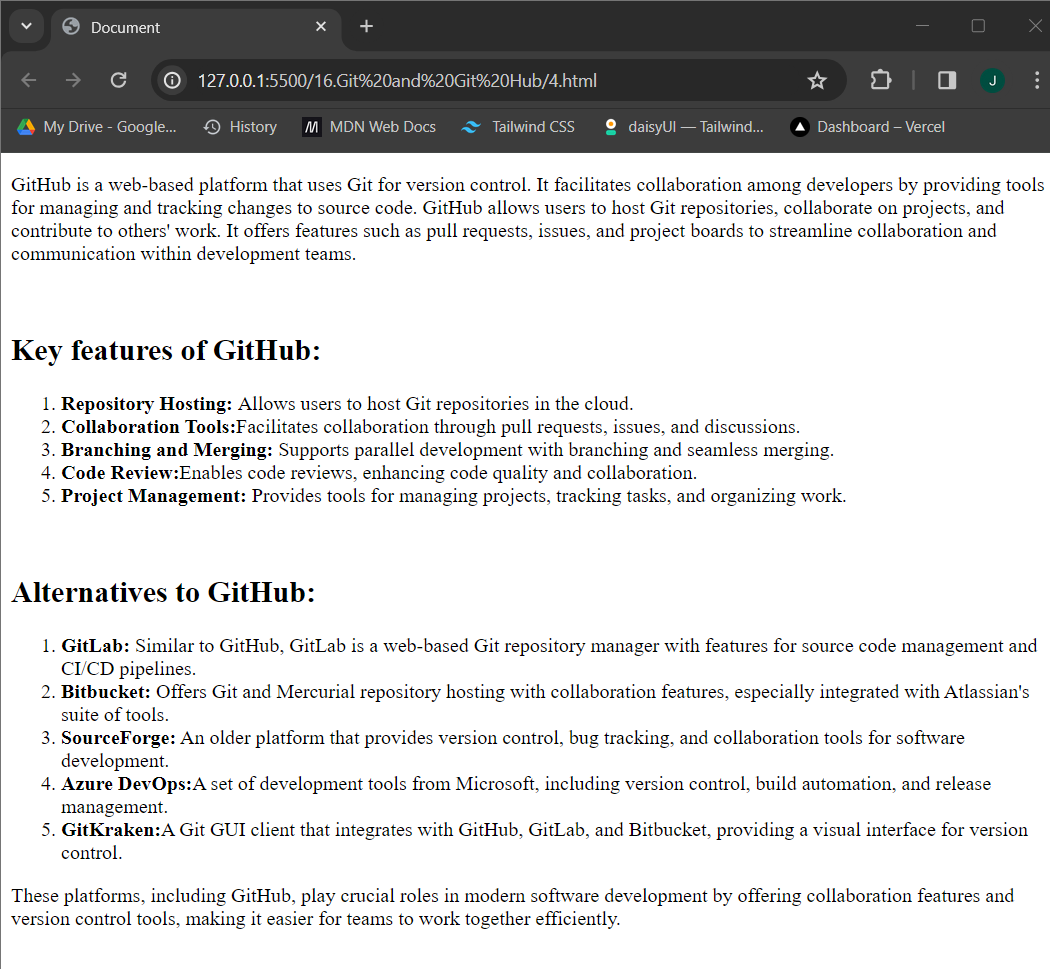 Document
127.0.0.1:5500/16.Git%20and%20Git%20Hub/4.html
J
My Drive - Google...
History
MDN Web Docs
Tailwind CSS
daisyUI — Tailwind...
Dashboard – Vercel
GitHub is a web-based platform that uses Git for version control. It facilitates collaboration among developers by providing tools
for managing and tracking changes to source code. GitHub allows users to host Git repositories, collaborate on projects, and
contribute to others' work. It offers features such as pull requests, issues, and project boards to streamline collaboration and
communication within development teams.
Key features of GitHub:
1. Repository Hosting: Allows users to host Git repositories in the cloud.
2. Collaboration Tools:Facilitates collaboration through pull requests, issues, and discussions.
3. Branching and Merging: Supports parallel development with branching and seamless merging.
4. Code Review:Enables code reviews, enhancing code quality and collaboration.
5. Project Management: Provides tools for managing projects, tracking tasks, and organizing work.
Alternatives to GitHub:
1. GitLab: Similar to GitHub, GitLab is a web-based Git repository manager with features for source code management and
CI/CD pipelines.
2. Bitbucket: Offers Git and Mercurial repository hosting with collaboration features, especially integrated with Atlassian's
suite of tools.
3. SourceForge: An older platform that provides version control, bug tracking, and collaboration tools for software
development.
4. Azure DevOps:A set of development tools from Microsoft, including version control, build automation, and release
management.
5. GitKraken:A Git GUI client that integrates with GitHub, GitLab, and Bitbucket, providing a visual interface for version
control.
These platforms, including GitHub, play crucial roles in modern software development by offering collaboration features and
version control tools, making it easier for teams to work together efficiently.